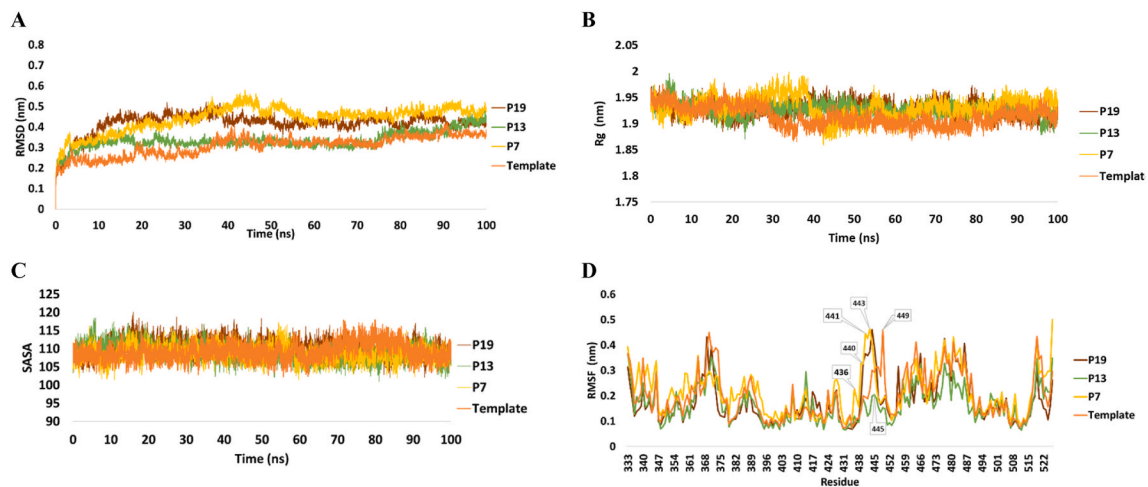 A
0.8
0.7
0.6
0.5
0.4
0.3
0.2
0.1
0
RMSD (nm)
0 10 20 30 40 50 60 70 80 90 100
Time (ns)
P19
P13
P7
Template
B
2.05
2
1.95
1.9
1.85
1.8
1.75
Rg (nm)
0 10 20 30 40 50 60 70 80 90 100
Time (ns)
P19
P13
P7
Templat
C
125
120
115
110
105
100
95
90
SASA
0 10 20 30 40 50 60 70 80 90 100
Time (ns)
P19
P13
P7
Template
D
0.6
0.5
0.4
0.3
0.2
0.1
0
RMSF (nm)
443
441
449
440
436
445
333 340 347 354 361 368 375 382 389 396 403 410 417 424 431 438 445 452 459 466 473 480 487 494 501 508 515 522
Residue
P19
P13
P7
Template